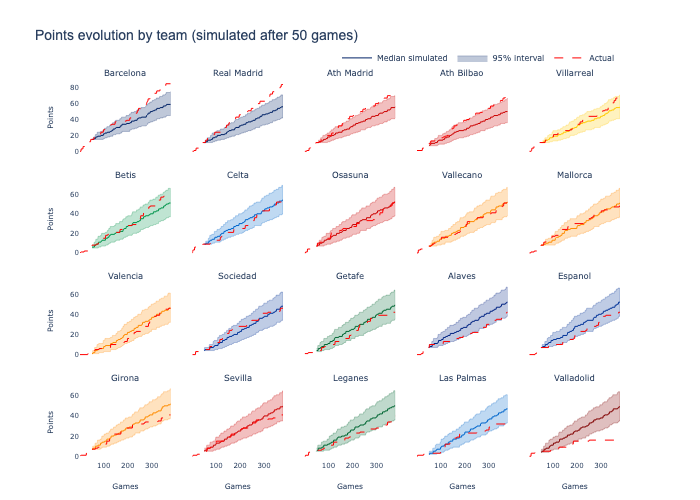 Points evolution by team (simulated after 50 games)
Median simulated 95% interval Actual
Barcelona Real Madrid Ath Madrid Ath Bilbao Villarreal
80
60
40
20
0
Points
Betis Celta Osasuna Vallecano Mallorca
60
40
20
0
Points
Valencia Sociedad Getafe Alaves Espanol
60
40
20
0
Points
Girona Sevilla Leganes Las Palmas Valladolid
60
40
20
0
Points
100 200 300 100 200 300 100 200 300 100 200 300 100 200 300
Games Games Games Games Games